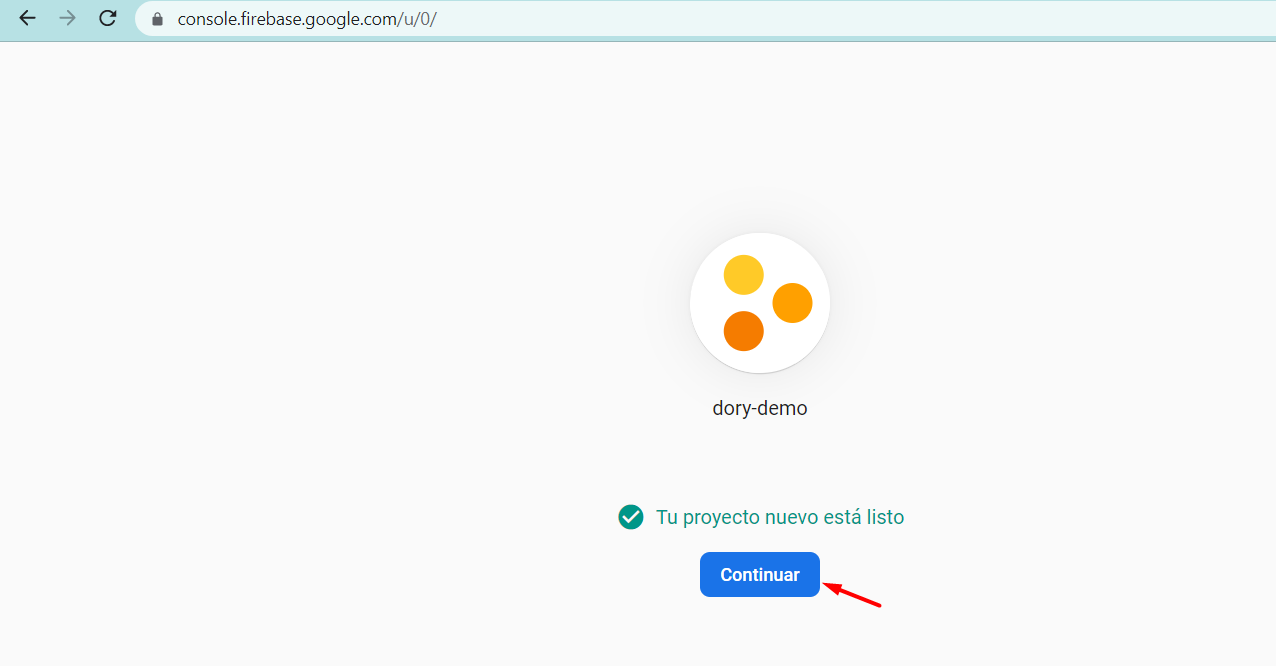 console.firebase.google.com/u/0/
dory-demo
Tu proyecto nuevo está listo
Continuar